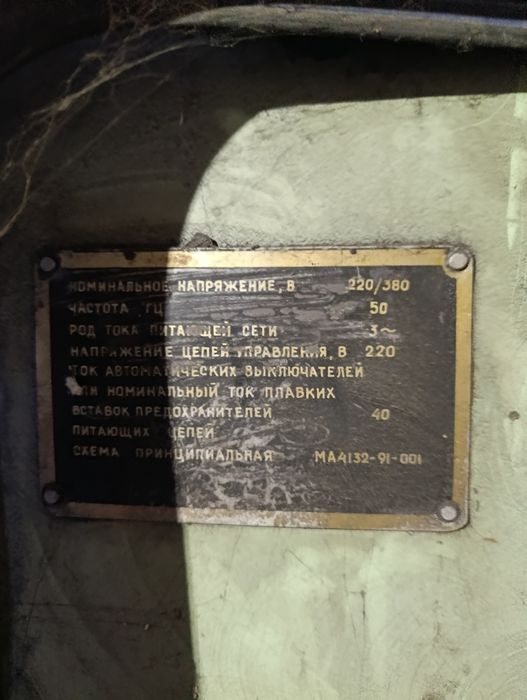 НОМИНАЛЬНОЕ НАПРЯЖЕНИЕ, В 220/380
ЧАСТОТА ГЦ 50
РОД ТОКА ПИТАЮЩЕЙ СЕТИ 3~
НАПРЯЖЕНИЕ ЦЕПЕЙ УПРАВЛЕНИЯ, В 220
ТОК АВТОМАТИЧЕСКИХ ВЫКЛЮЧАТЕЛЕЙ
ИЛИ НОМИНАЛЬНЫЙ ТОК ПЛАВКИХ
ВСТАВОК ПРЕДОХРАНИТЕЛЕЙ 40
ПИТАЮЩИХ ЦЕПЕЙ
СХЕМА ПРИНЦИПИАЛЬНАЯ МА4132-91-001